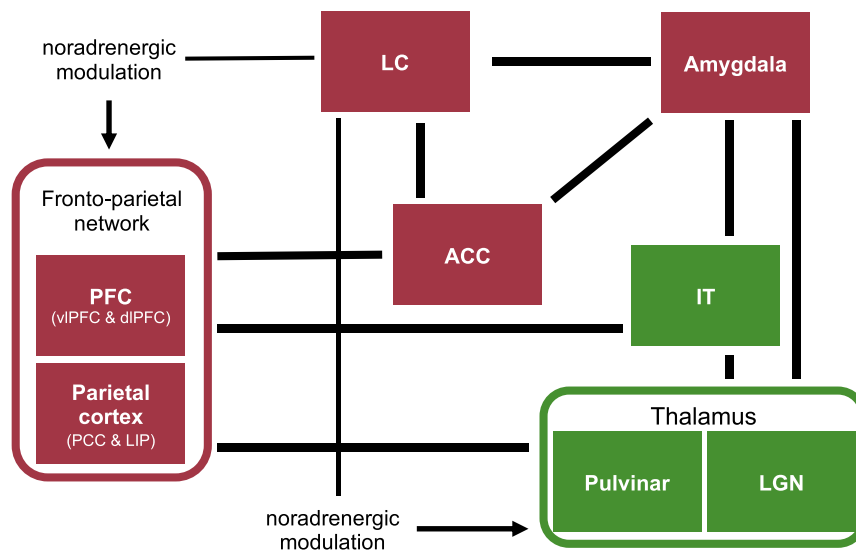 noradrenergic
modulation
LC
Amygdala
Fronto-parietal
network
ACC
PFC
(vlPFC & dlPFC)
IT
Parietal
cortex
(PCC & LIP)
Thalamus
Pulvinar
LGN
noradrenergic
modulation